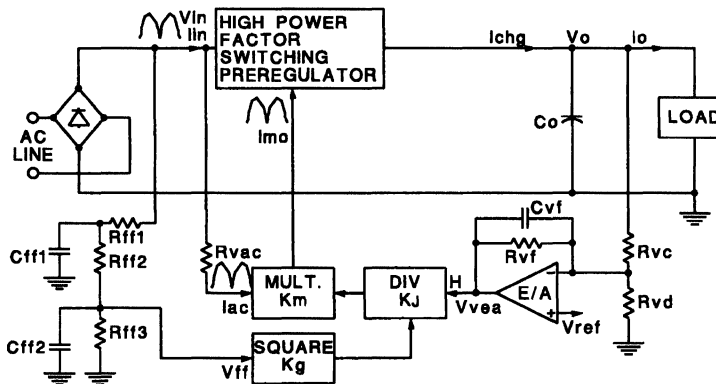 Vin
Iin
HIGH POWER
FACTOR
SWITCHING
PREREGULATOR
Ichg
Vo
io
AC
LINE
Imo
Co
LOAD
Rff1
Cff1
Rff2
Rvac
Cvf
Rvf
Rvc
Iac
MULT.
Km
DIV
KJ
H
Vvea
E/A
−
+
Vref
Rvd
Cff2
Rff3
Vff
SQUARE
Kg